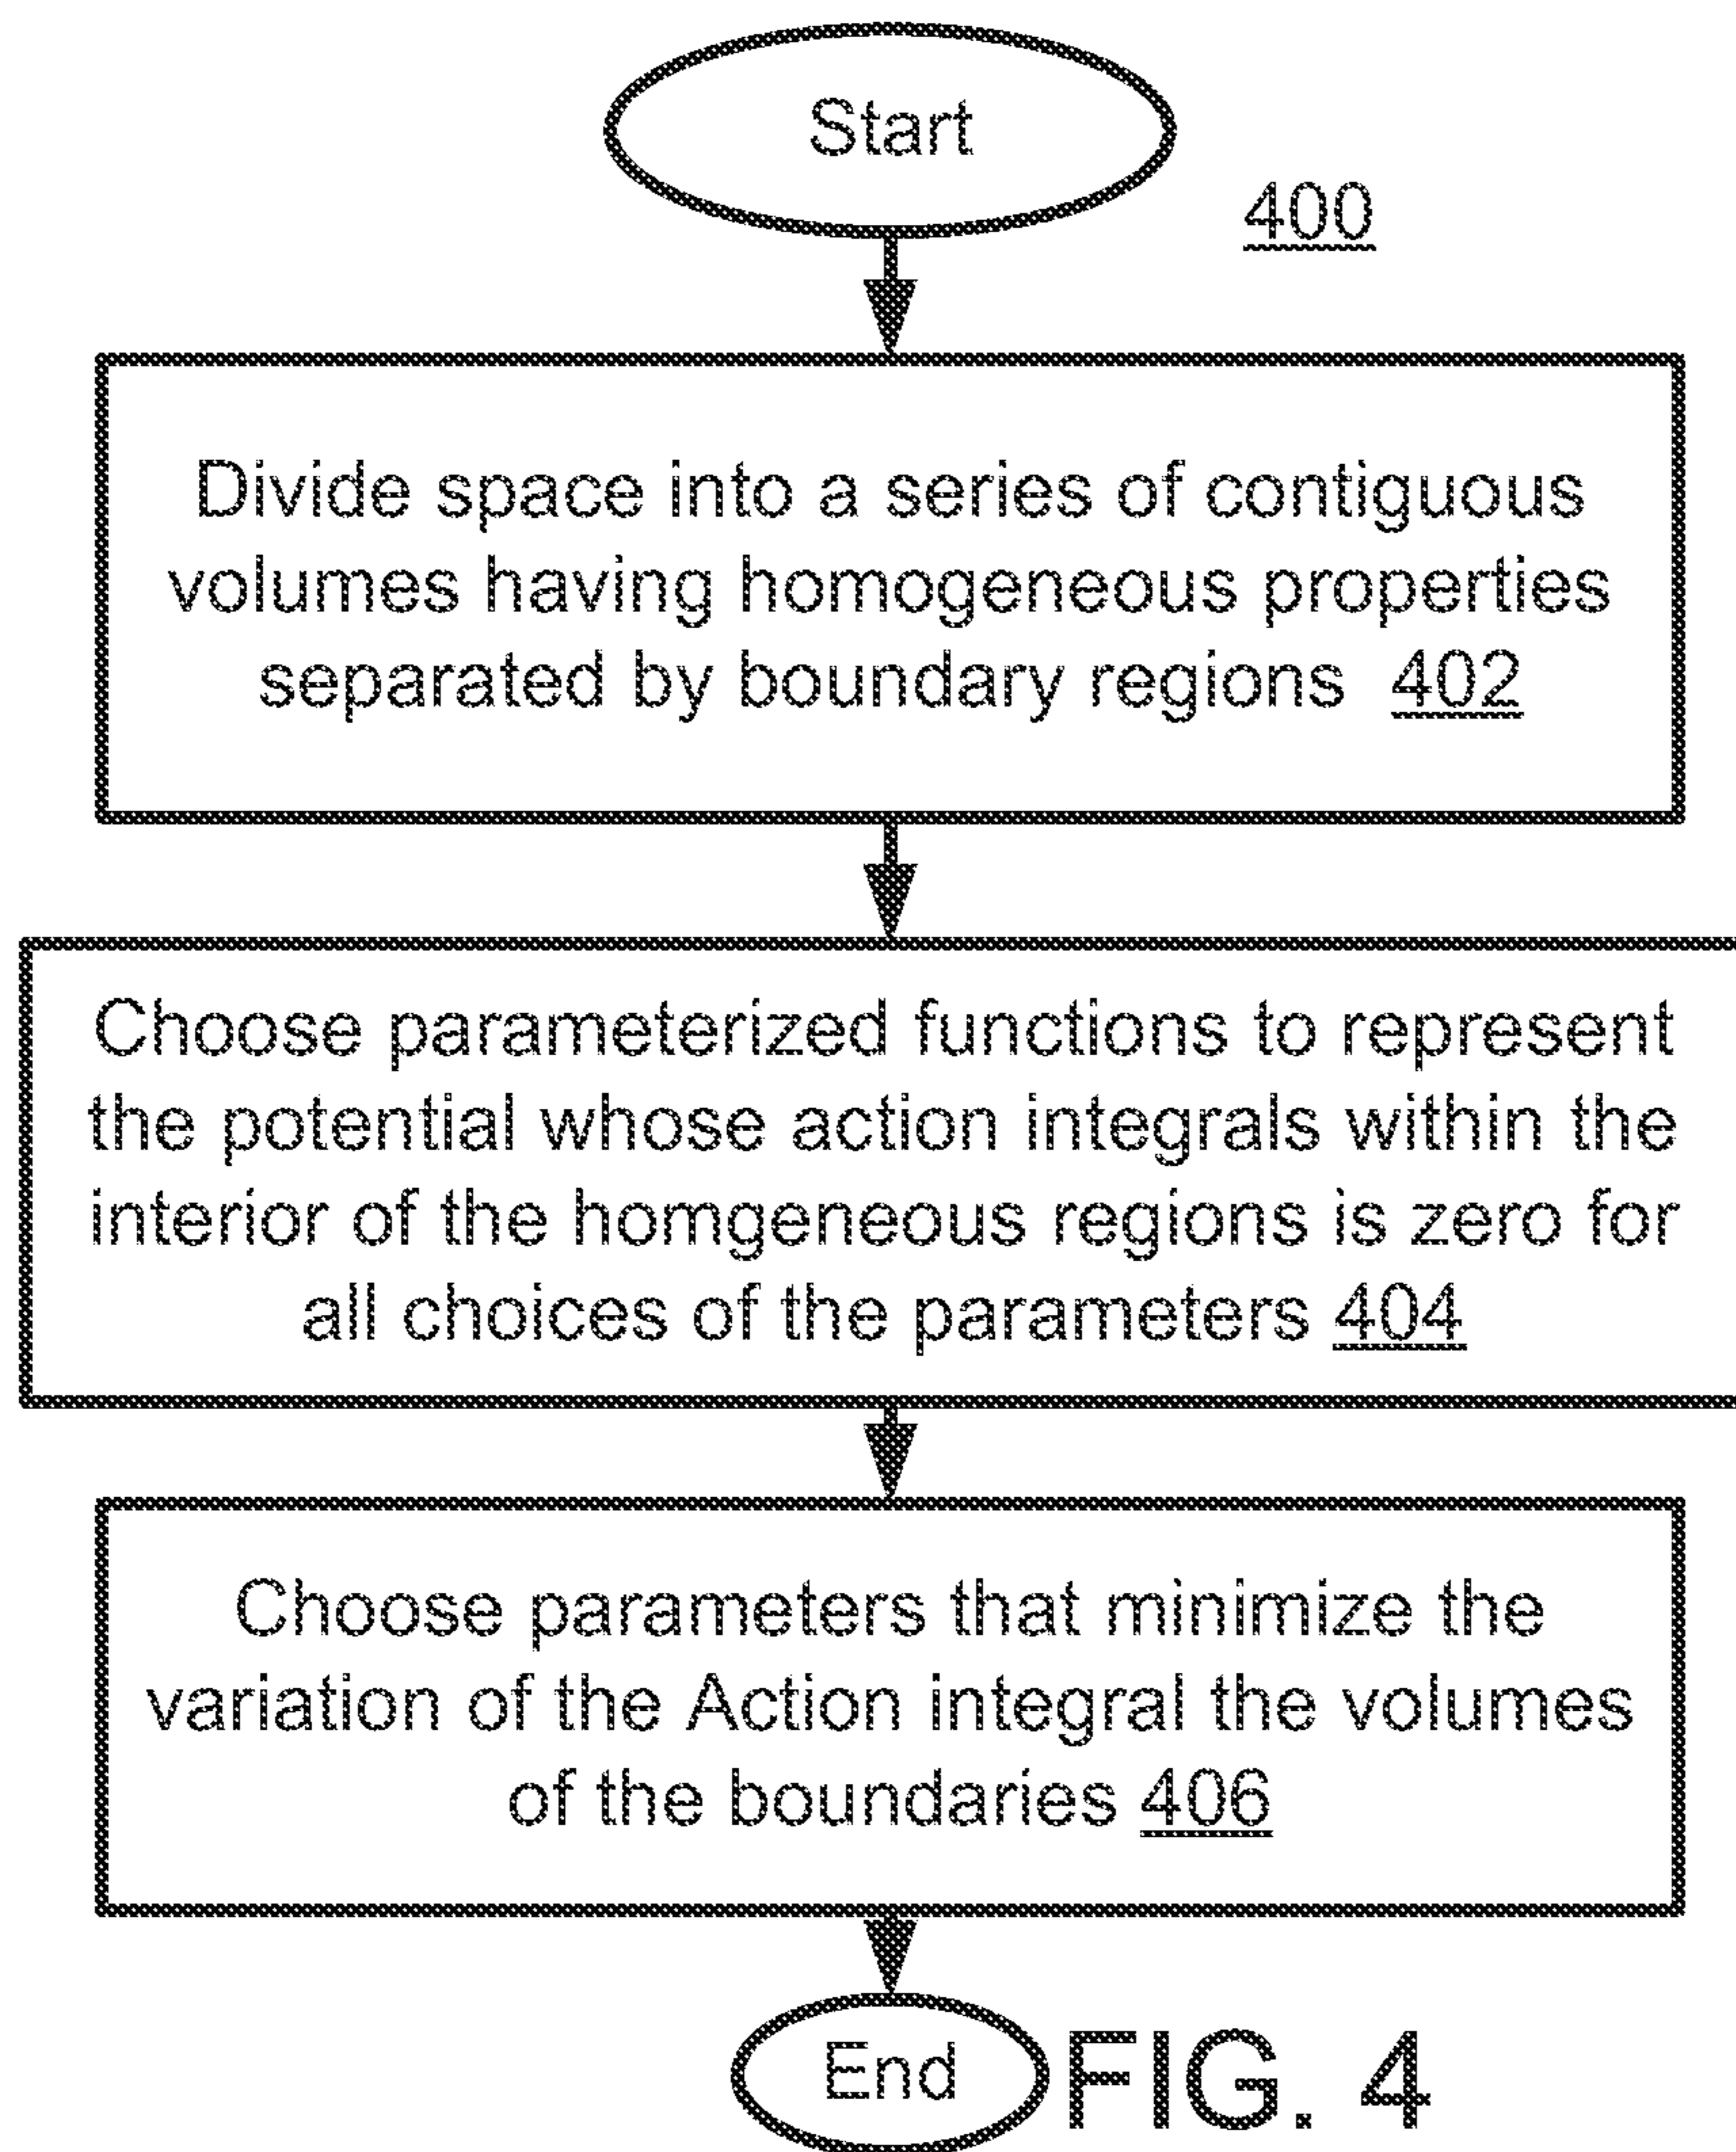 Start
400
Divide space into a series of contiguous
volumes having homogeneous properties
separated by boundary regions 402
Choose parameterized functions to represent
the potential whose action integrals within the
interior of the homgeneous regions is zero for
all choices of the parameters 404
Choose parameters that minimize the
variation of the Action integral the volumes
of the boundaries 406
End
FIG. 4